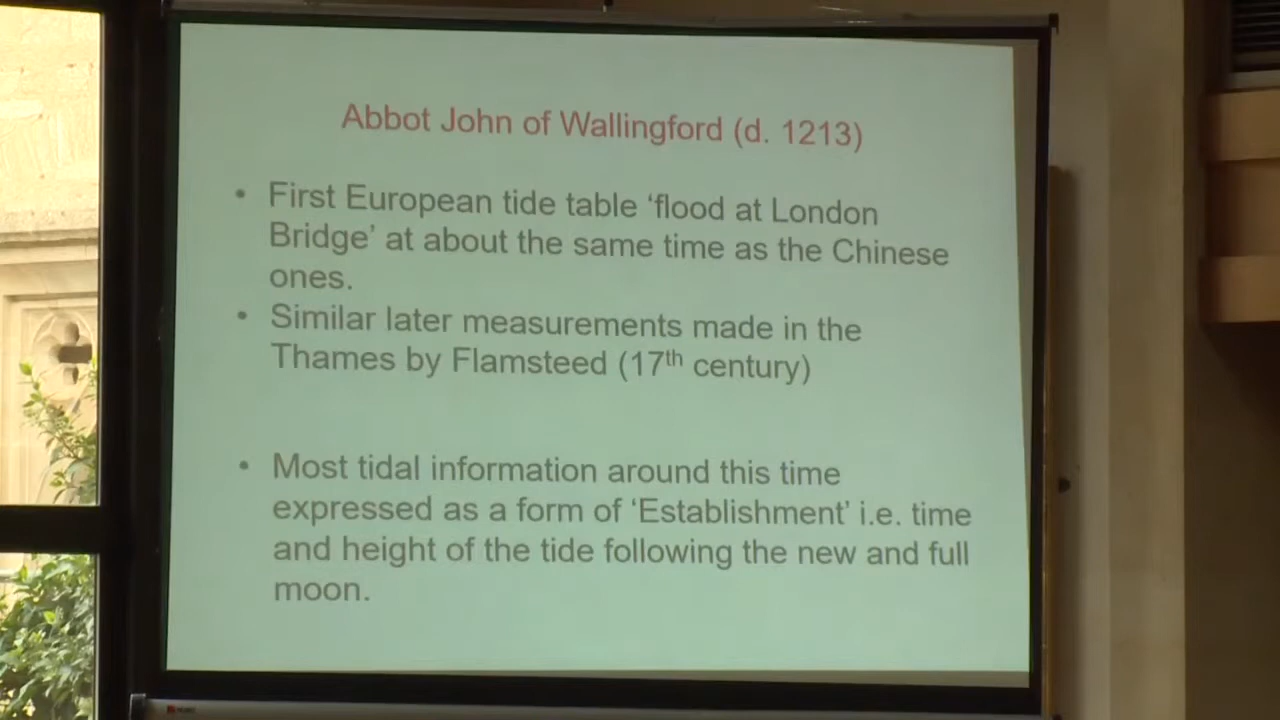 Abbot John of Wallingford (d. 1213)
• First European tide table ‘flood at London
Bridge’ at about the same time as the Chinese
ones.
• Similar later measurements made in the
Thames by Flamsteed (17th century)
• Most tidal information around this time
expressed as a form of ‘Establishment’ i.e. time
and height of the tide following the new and full
moon.